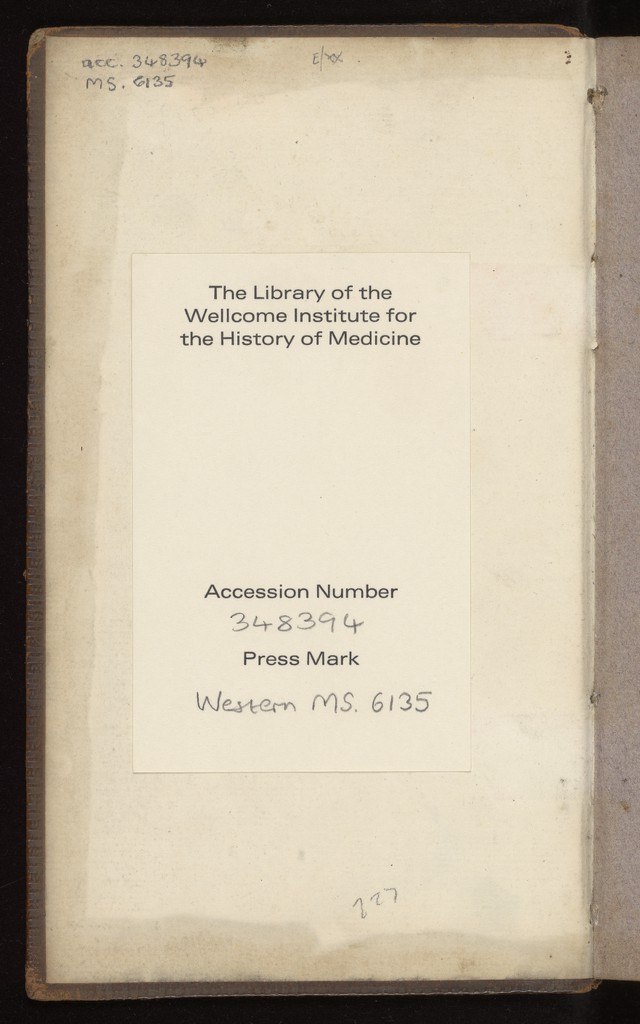 acc. 348394
MS. 6135
The Library of the
Wellcome Institute for
the History of Medicine
Accession Number
348394
Press Mark
Western MS. 6135